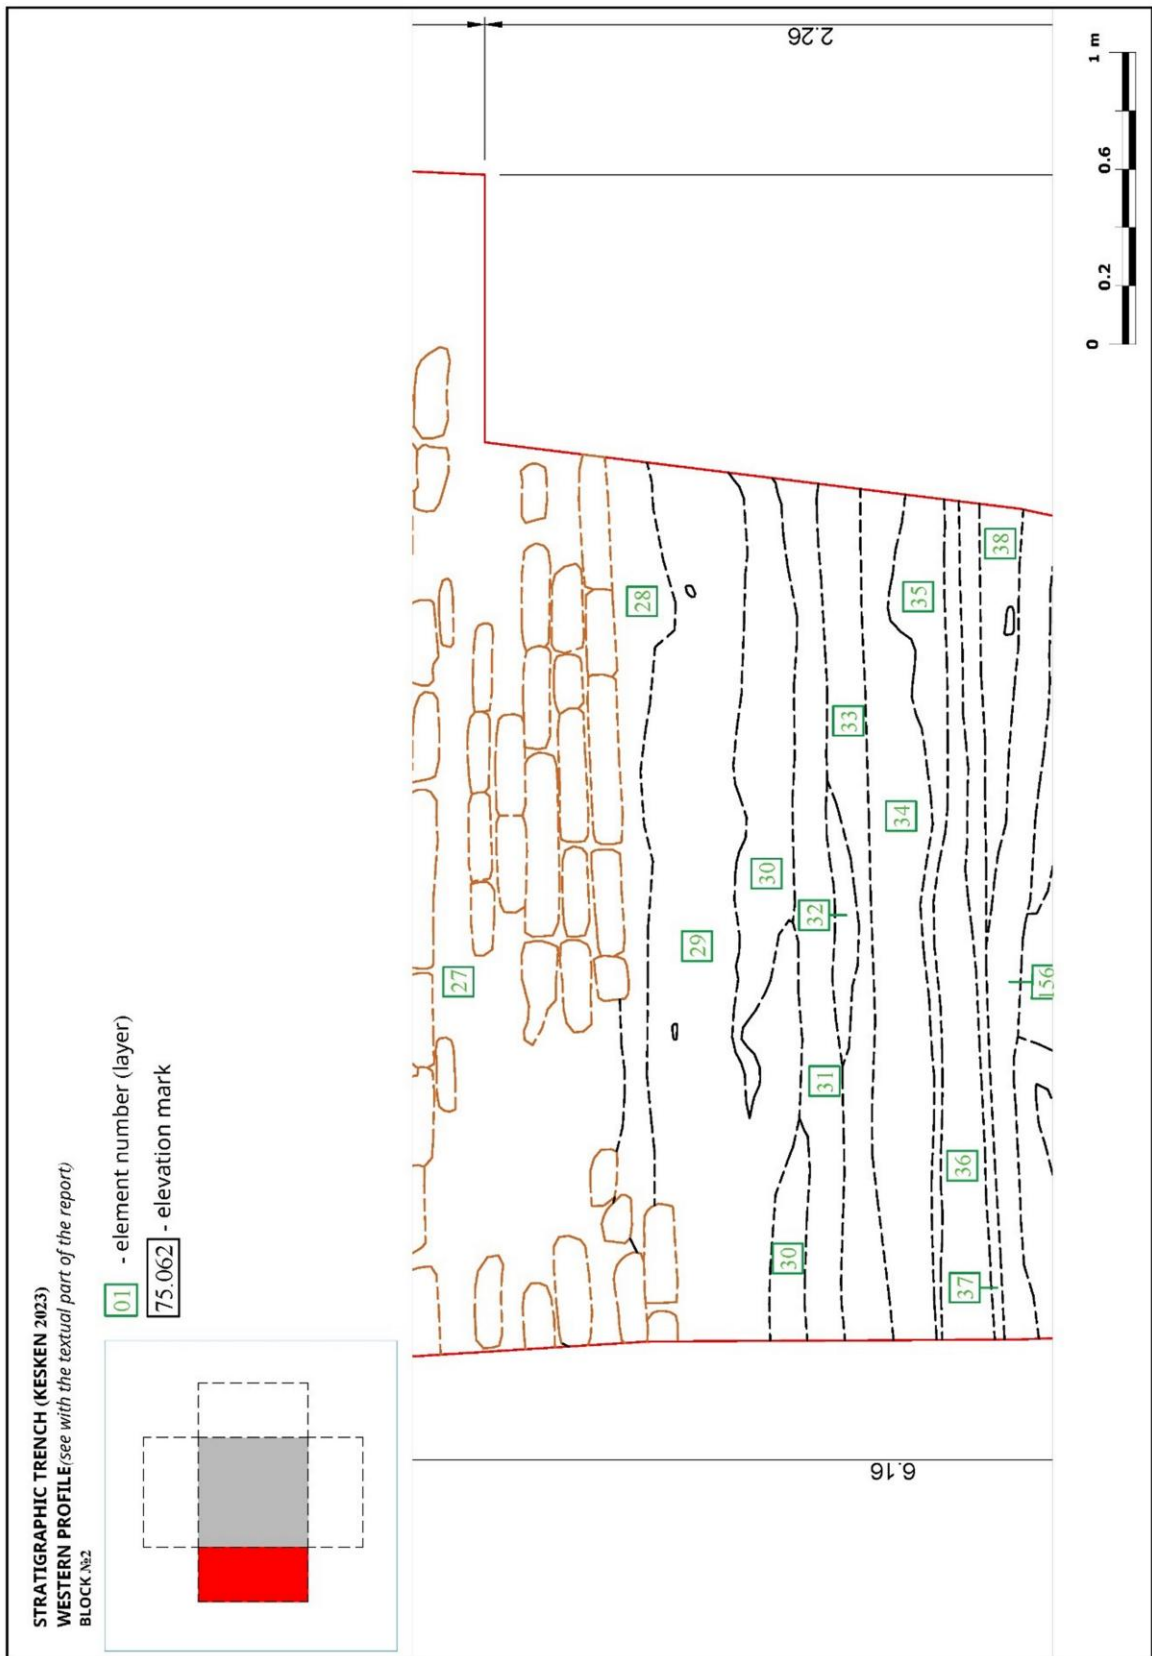 STRATIGRAPHIC TRENCH (KESKEN 2023)
WESTERN PROFILE(see with the textual part of the report)
BLOCK №2
01 - element number (layer)
75.062 - elevation mark
2.26
6.16
27
28
29
30
30
31
32
33
34
35
36
37
38
156
0 0.2 0.6 1 m